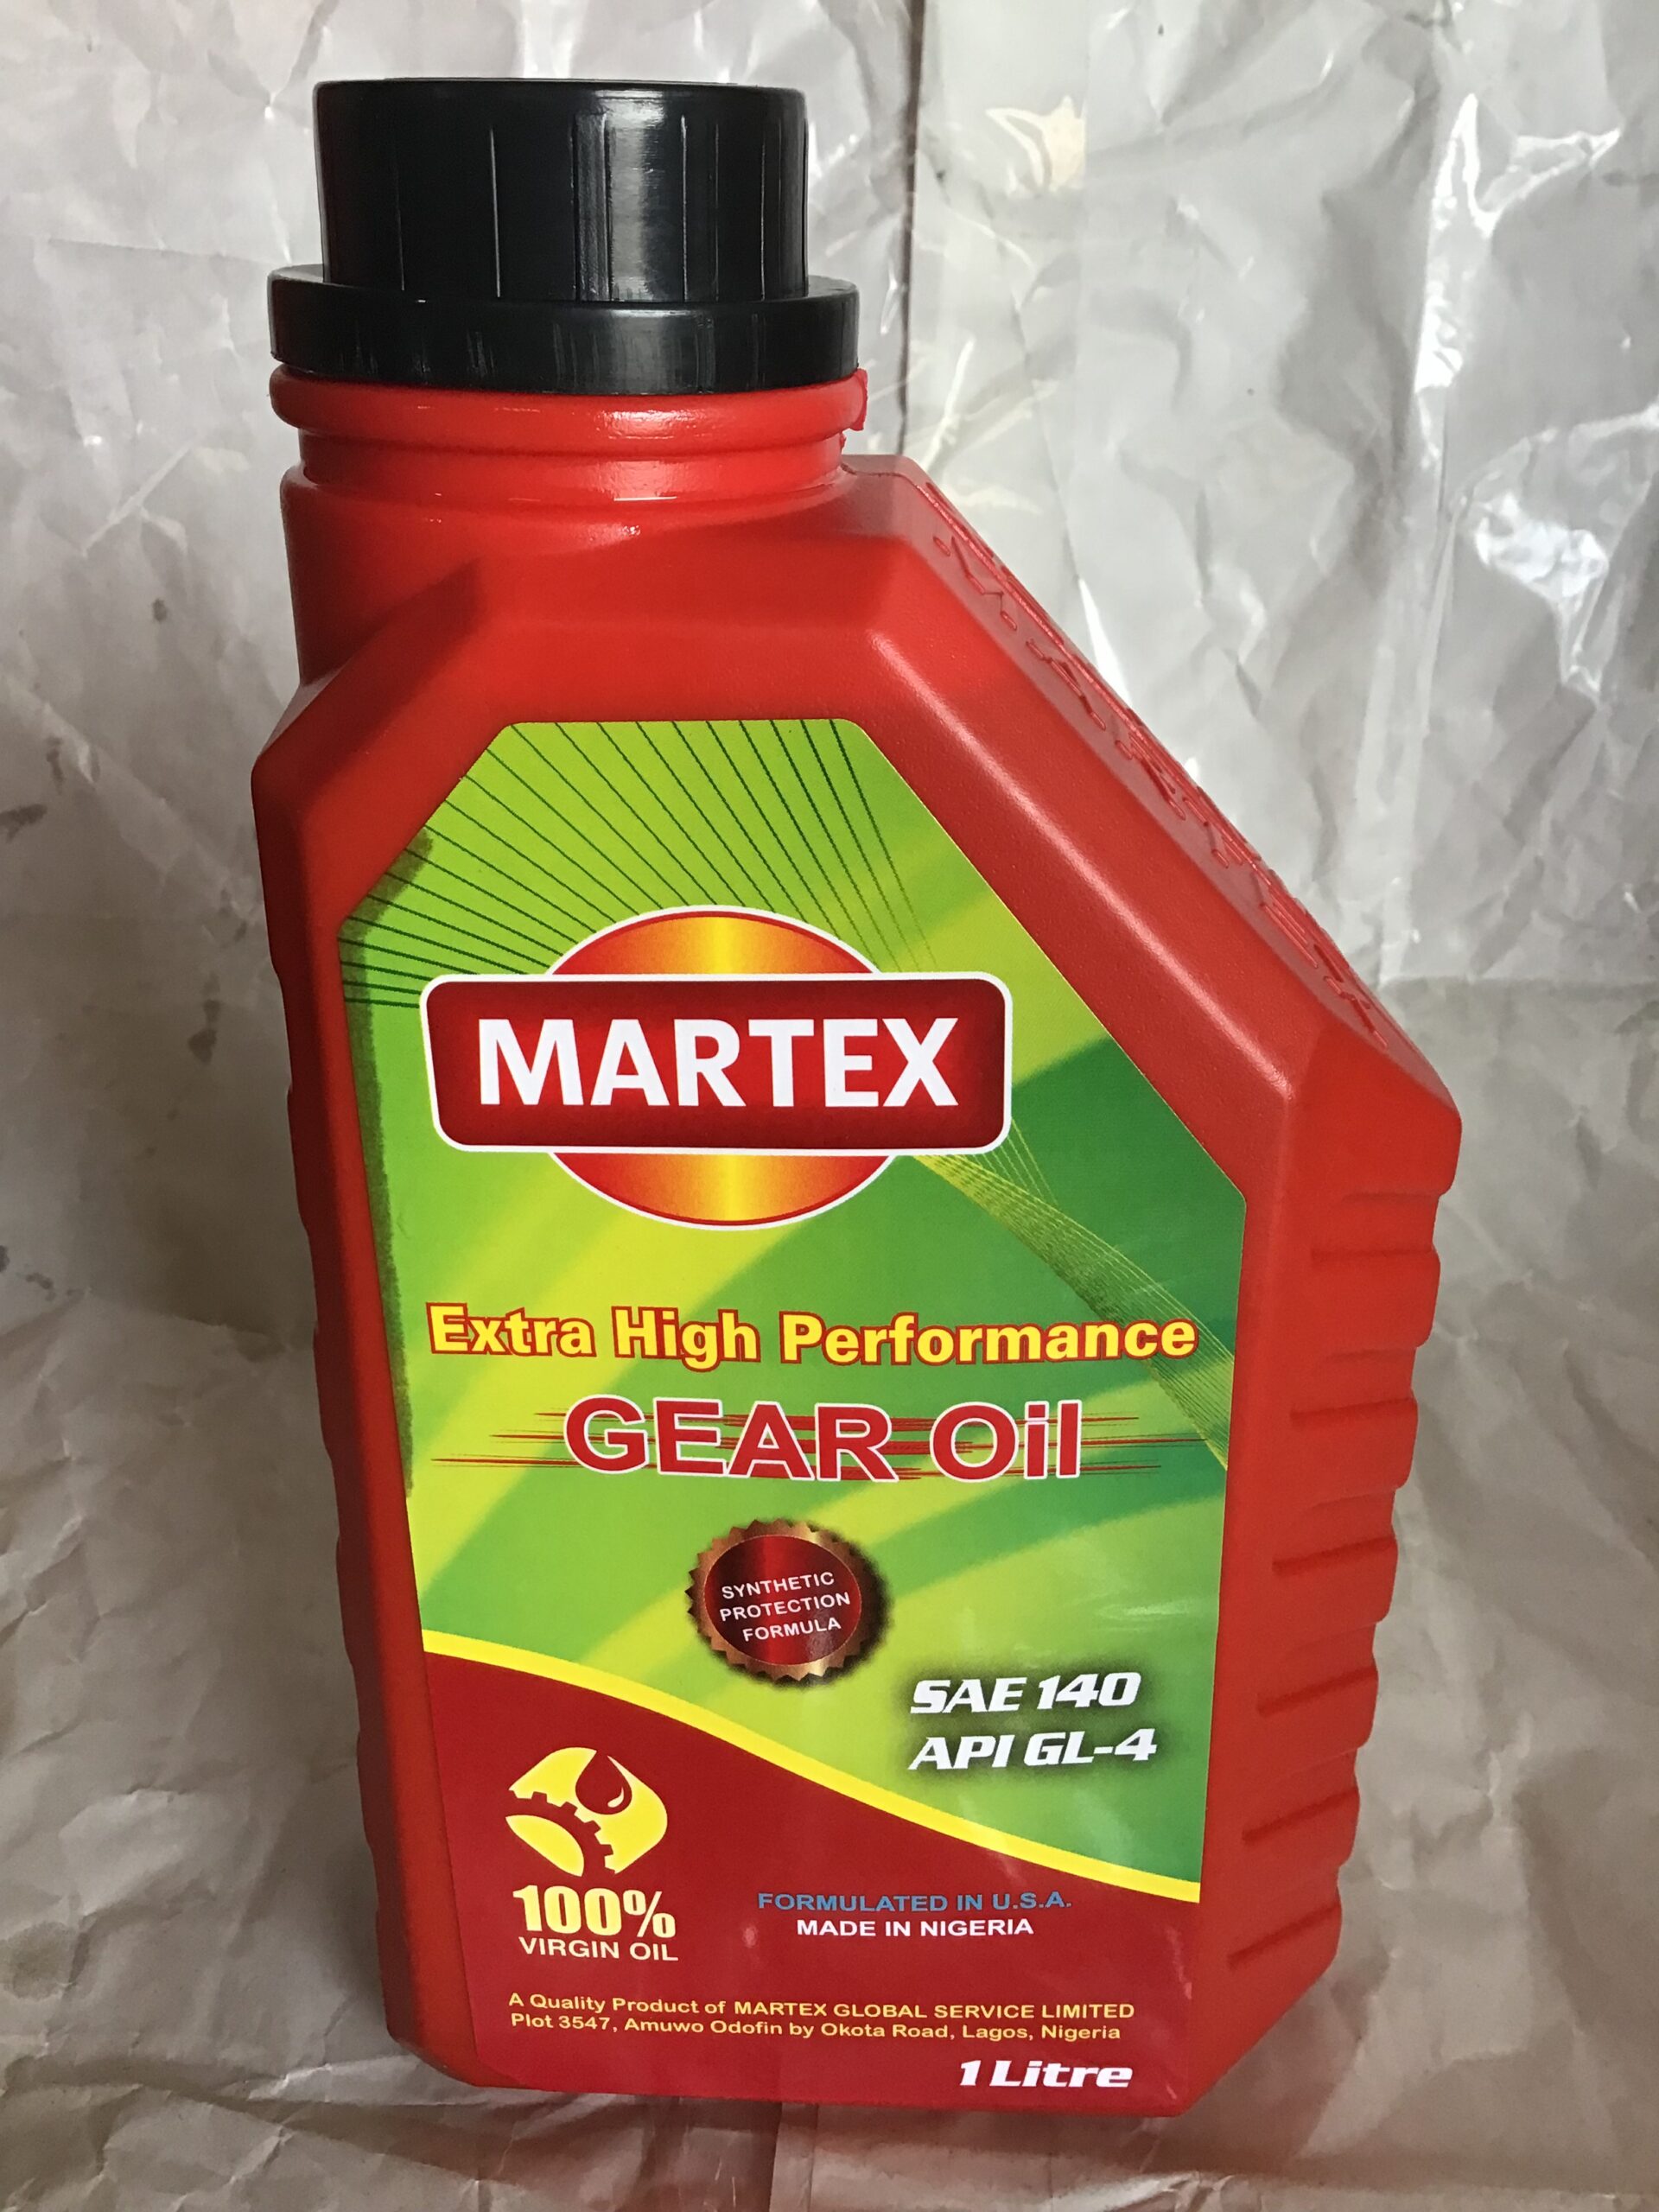 MARTEX
Extra High Performance
GEAR Oil
SYNTHETIC
PROTECTION
FORMULA
SAE 140
API GL-4
100%
VIRGIN OIL
FORMULATED IN U.S.A.
MADE IN NIGERIA
A Quality Product of MARTEX GLOBAL SERVICE LIMITED
Plot 3547, Amuwo Odofin by Okota Road, Lagos, Nigeria
1 Litre